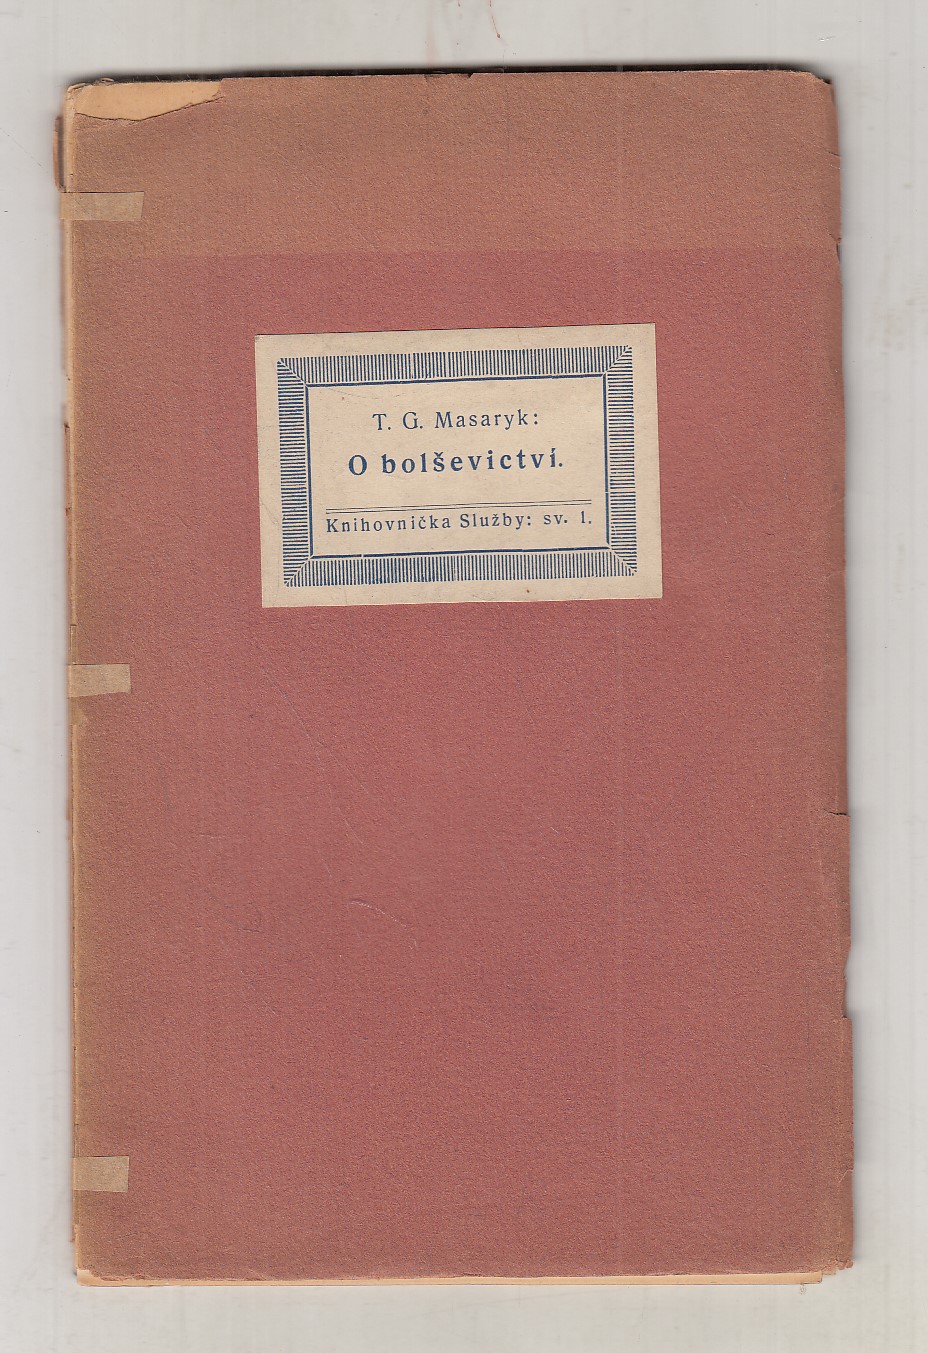 T. G. Masaryk:
O bolševictví.
Knihovnička Služby: sv. 1.